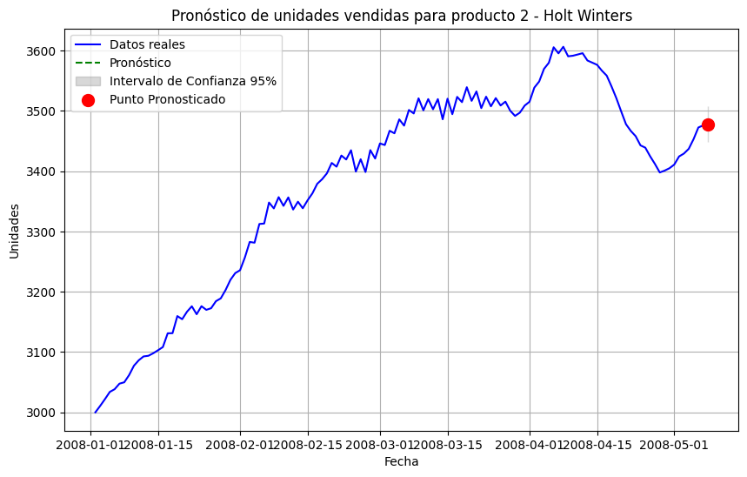 Pronóstico de unidades vendidas para producto 2 - Holt Winters
Datos reales
Pronóstico
Intervalo de Confianza 95%
Punto Pronosticado
3600
3500
3400
3300
3200
3100
3000
Unidades
2008-01-01 2008-01-15 2008-02-01 2008-02-15 2008-03-01 2008-03-15 2008-04-01 2008-04-15 2008-05-01
Fecha